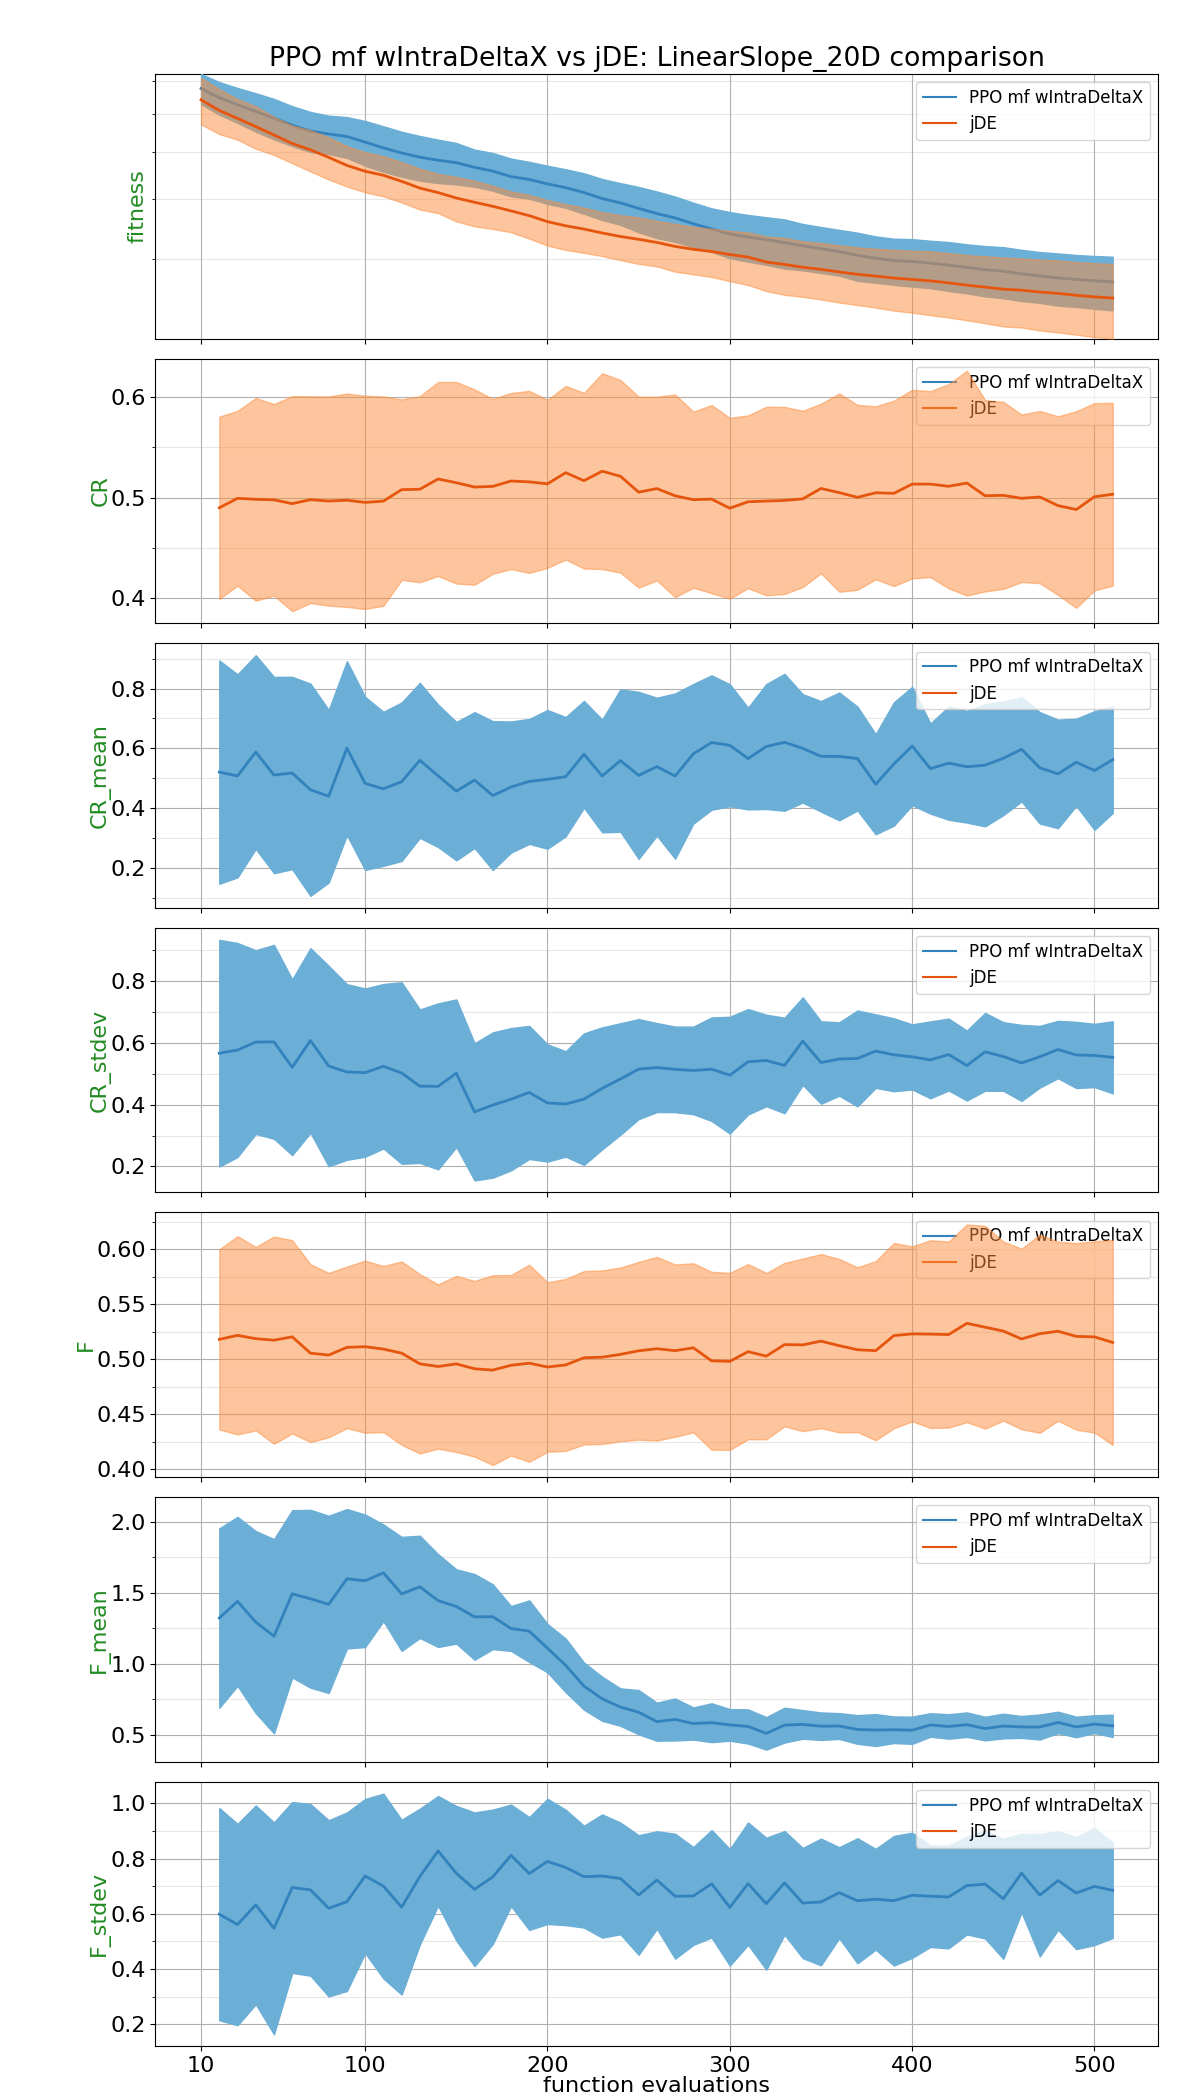 PPO mf wIntraDeltaX vs jDE: LinearSlope_20D comparison
fitness
PPO mf wIntraDeltaX
jDE
CR
0.6
0.5
0.4
PPO mf wIntraDeltaX
jDE
CR_mean
0.8
0.6
0.4
0.2
PPO mf wIntraDeltaX
jDE
CR_stdev
0.8
0.6
0.4
0.2
PPO mf wIntraDeltaX
jDE
F
0.60
0.55
0.50
0.45
0.40
PPO mf wIntraDeltaX
jDE
F_mean
2.0
1.5
1.0
0.5
PPO mf wIntraDeltaX
jDE
F_stdev
1.0
0.8
0.6
0.4
0.2
PPO mf wIntraDeltaX
jDE
10 100 200 300 400 500
function evaluations